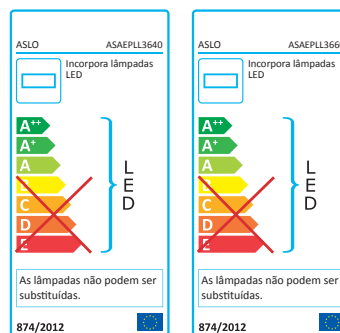 ASLO ASAEPLL3640
Incorpora lâmpadas
LED
A++
A+
A
B
C
D
E
L
E
D
As lâmpadas não podem ser
substituídas.
874/2012
ASLO ASAEPLL366
Incorpora lâmpadas
LED
A++
A+
A
B
C
D
E
L
E
D
As lâmpadas não podem ser
substituídas.
874/2012